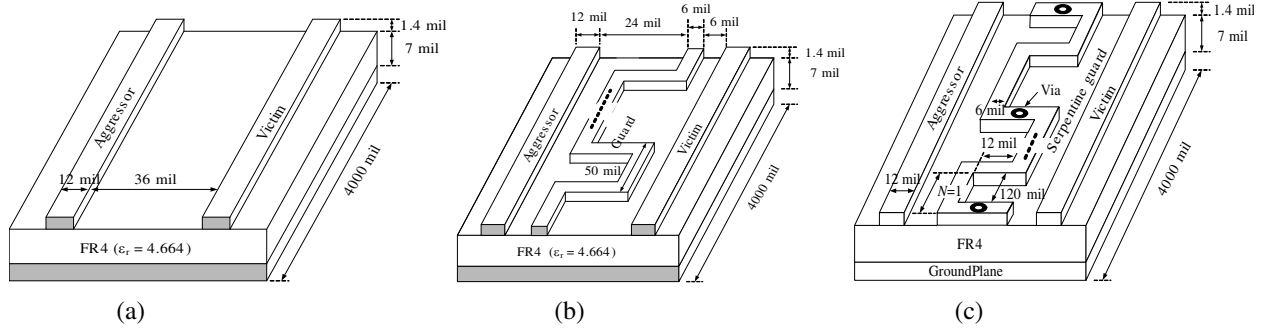 1.4 mil
7 mil
Aggressor
Victim
12 mil
36 mil
4000 mil
FR4 (εr = 4.664)
(a)
12 mil
24 mil
6 mil
6 mil
1.4 mil
7 mil
Aggressor
Guard
Victim
50 mil
4000 mil
FR4 (εr = 4.664)
(b)
1.4 mil
7 mil
Aggressor
Via
6 mil
Serpentine guard
Victim
12 mil
12 mil
N=1
120 mil
4000 mil
FR4
GroundPlane
(c)